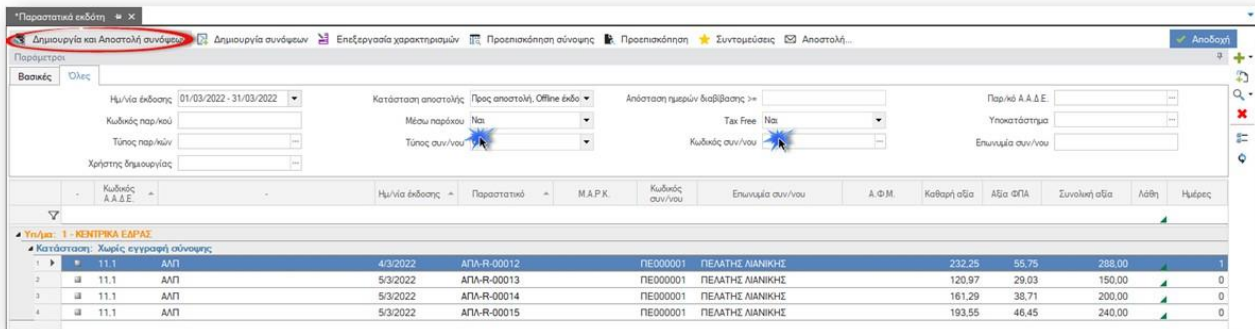 *Παραστατικά εκδότη
Δημιουργία και Αποστολή συνόψεων Δημιουργία συνόψεων Επεξεργασία χαρακτηρισμών Προεπισκόπηση σύνοψης Προεπισκόπηση Συντομεύσεις Αποστολή... Αποδοχή
Παράμετροι
Βασικές Όλες
Ημ/νία έκδοσης 01/03/2022 - 31/03/2022 Κατάσταση αποστολής Προς αποστολή, Offline έκδο Απόσταση ημερών διαβίβασης >= Παρ/κό Α.Α.Δ.Ε.
Κωδικός παρ/κού Μέσω παρόχου Ναι Tax Free Ναι Υποκατάστημα
Τύπος παρ/κών Τύπος συν/νου Κωδικός συν/νου Επωνυμία συν/νου
Χρήστης δημιουργίας
- Κωδικός Α.Α.Δ.Ε. - Ημ/νία έκδοσης Παραστατικό Μ.Α.Ρ.Κ. Κωδικός συν/νου Επωνυμία συν/νου Α.Φ.Μ. Καθαρή αξία Αξία ΦΠΑ Συνολική αξία Λάθη Ημέρες
Υπ/μα: 1 - ΚΕΝΤΡΙΚΑ ΕΔΡΑΣ
Κατάσταση: Χωρίς εγγραφή σύνοψης
1 11.1 ΑΛΠ 4/3/2022 ΑΠΛ-R-00012 ΠΕ000001 ΠΕΛΑΤΗΣ ΛΙΑΝΙΚΗΣ 232,25 55,75 288,00 1
2 11.1 ΑΛΠ 5/3/2022 ΑΠΛ-R-00013 ΠΕ000001 ΠΕΛΑΤΗΣ ΛΙΑΝΙΚΗΣ 120,97 29,03 150,00 0
3 11.1 ΑΛΠ 5/3/2022 ΑΠΛ-R-00014 ΠΕ000001 ΠΕΛΑΤΗΣ ΛΙΑΝΙΚΗΣ 161,29 38,71 200,00 0
4 11.1 ΑΛΠ 5/3/2022 ΑΠΛ-R-00015 ΠΕ000001 ΠΕΛΑΤΗΣ ΛΙΑΝΙΚΗΣ 193,55 46,45 240,00 0